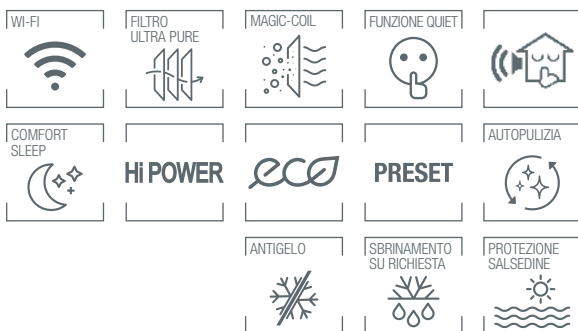 WI-FI
FILTRO
ULTRA PURE
MAGIC-COIL
FUNZIONE QUIET
COMFORT
SLEEP
Hi POWER
eco
PRESET
AUTOPULIZIA
ANTIGELO
SBRINAMENTO
SU RICHIESTA
PROTEZIONE
SALSEDINE